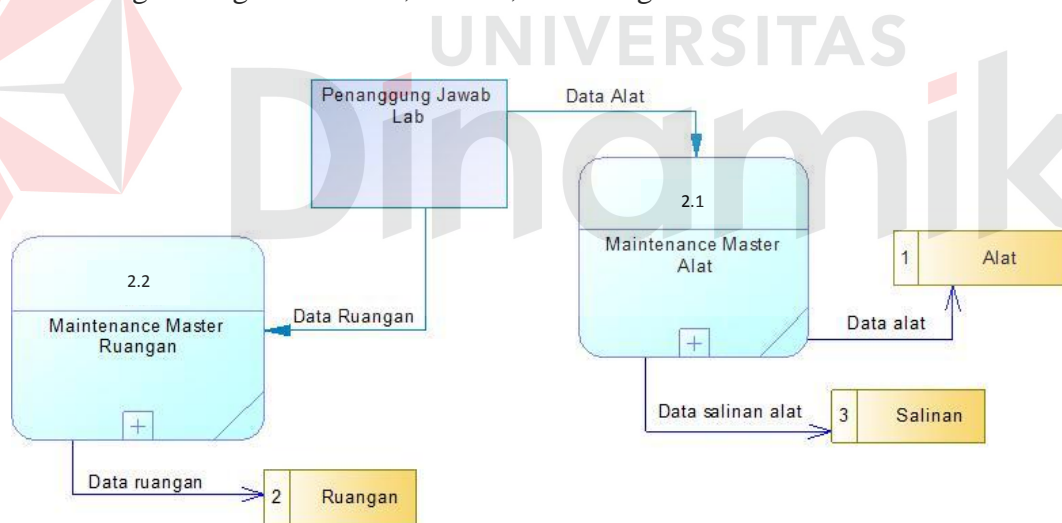 UNIVERSITAS
Dinamik
Penanggung Jawab
Lab
Data Alat
2.1
Maintenance Master
Alat
1 Alat
Data alat
2.2
Maintenance Master
Ruangan
Data Ruangan
Data salinan alat
3 Salinan
Data ruangan
2 Ruangan